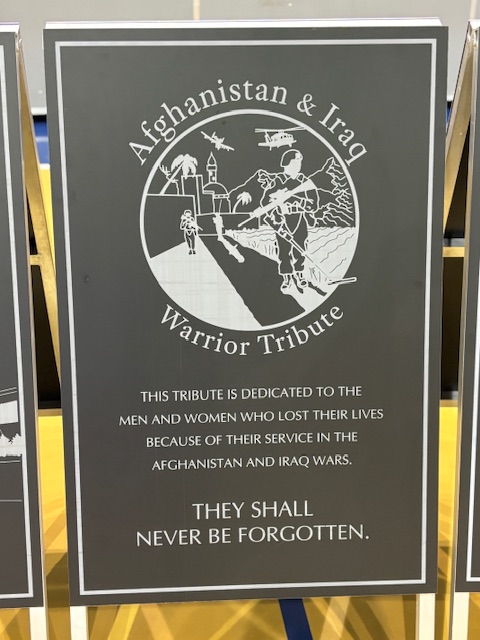 Afghanistan & Iraq
Warrior Tribute
THIS TRIBUTE IS DEDICATED TO THE
MEN AND WOMEN WHO LOST THEIR LIVES
BECAUSE OF THEIR SERVICE IN THE
AFGHANISTAN AND IRAQ WARS.
THEY SHALL
NEVER BE FORGOTTEN.